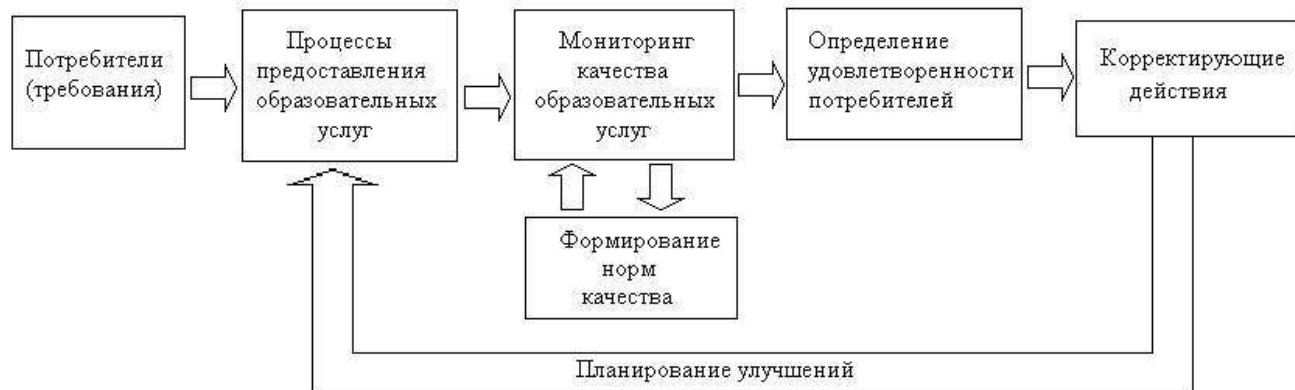 Потребители
(требования)
Процессы
предоставления
образовательных
услуг
Мониторинг
качества
образовательных
услуг
Определение
удовлетворенности
потребителей
Корректирующие
действия
Формирование
норм
качества
Планирование улучшений